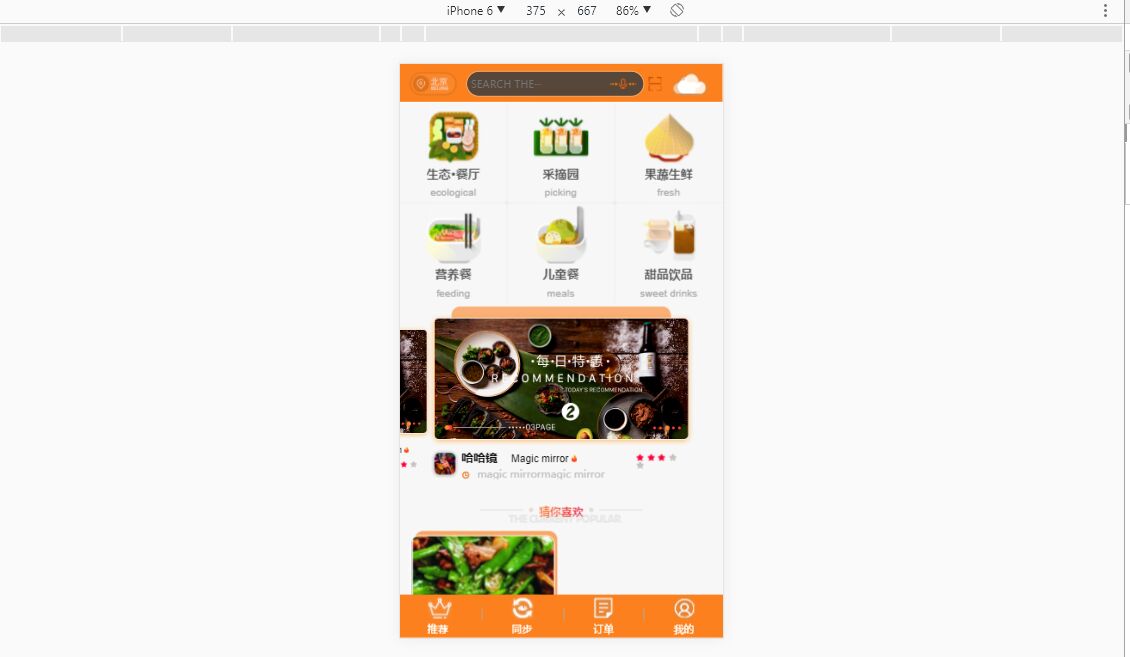 iPhone 6 ▼ 375 × 667 86% ▼
北京
BEIJING
SEARCH THE···
生态•餐厅
采摘园
果蔬生鲜
ecological
picking
fresh
营养餐
儿童餐
甜品饮品
feeding
meals
sweet drinks
·每·日·特·惠·
RECOMMENDATION
TODAY'S RECOMMENDATION
2
03PAGE
哈哈镜 Magic mirror
magic mirrormagic mirror
猜你喜欢
THE CURRENT POPULAR
推荐
同步
订单
我的